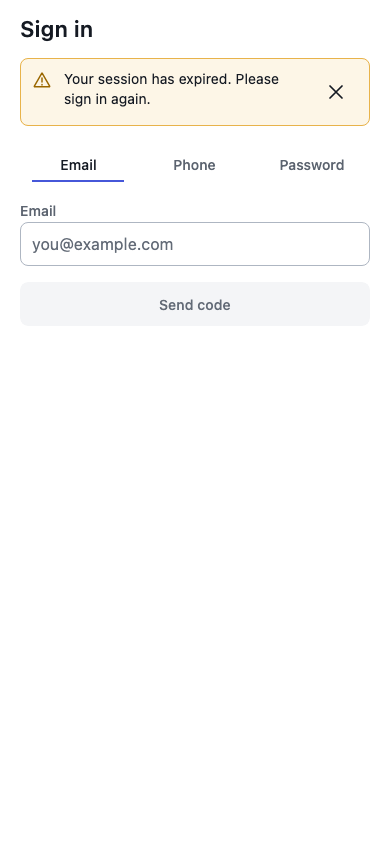 Sign in
Your session has expired. Please
sign in again.
Email
Phone
Password
Email
you@example.com
Send code